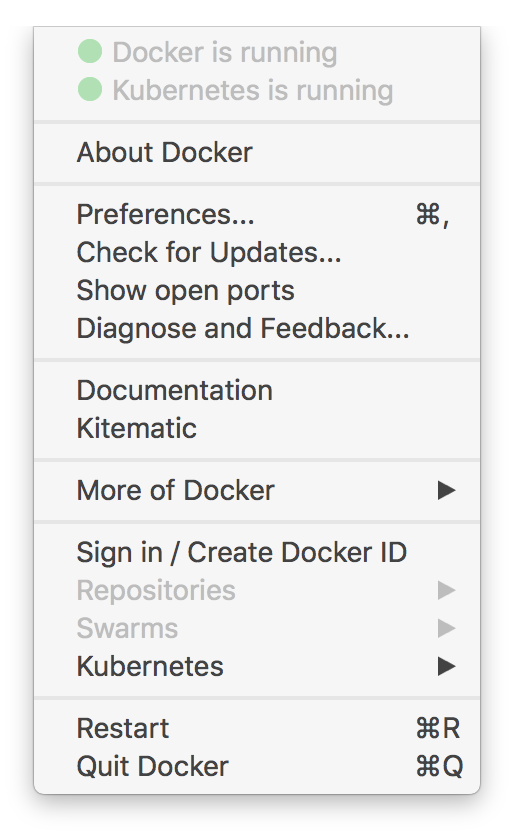 Docker is running
Kubernetes is running
About Docker
Preferences... ⌘,
Check for Updates...
Show open ports
Diagnose and Feedback...
Documentation
Kitematic
More of Docker ▶
Sign in / Create Docker ID
Repositories ▶
Swarms ▶
Kubernetes ▶
Restart ⌘R
Quit Docker ⌘Q